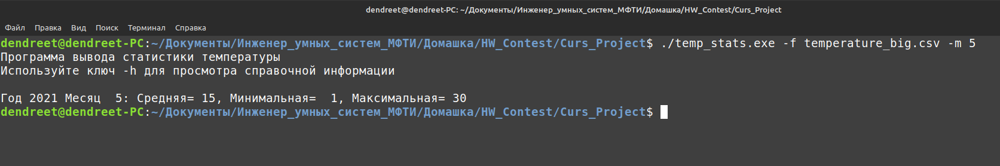 dendreet@dendreet-PC: ~/Документы/Инженер_умных_систем_МФТИ/Домашка/HW_Contest/Curs_Project
Файл Правка Вид Поиск Терминал Справка
dendreet@dendreet-PC:~/Документы/Инженер_умных_систем_МФТИ/Домашка/HW_Contest/Curs_Project$ ./temp_stats.exe -f temperature_big.csv -m 5
Программа вывода статистики температуры
Используйте ключ -h для просмотра справочной информации
Год 2021 Месяц  5: Средняя= 15, Минимальная=  1, Максимальная= 30
dendreet@dendreet-PC:~/Документы/Инженер_умных_систем_МФТИ/Домашка/HW_Contest/Curs_Project$